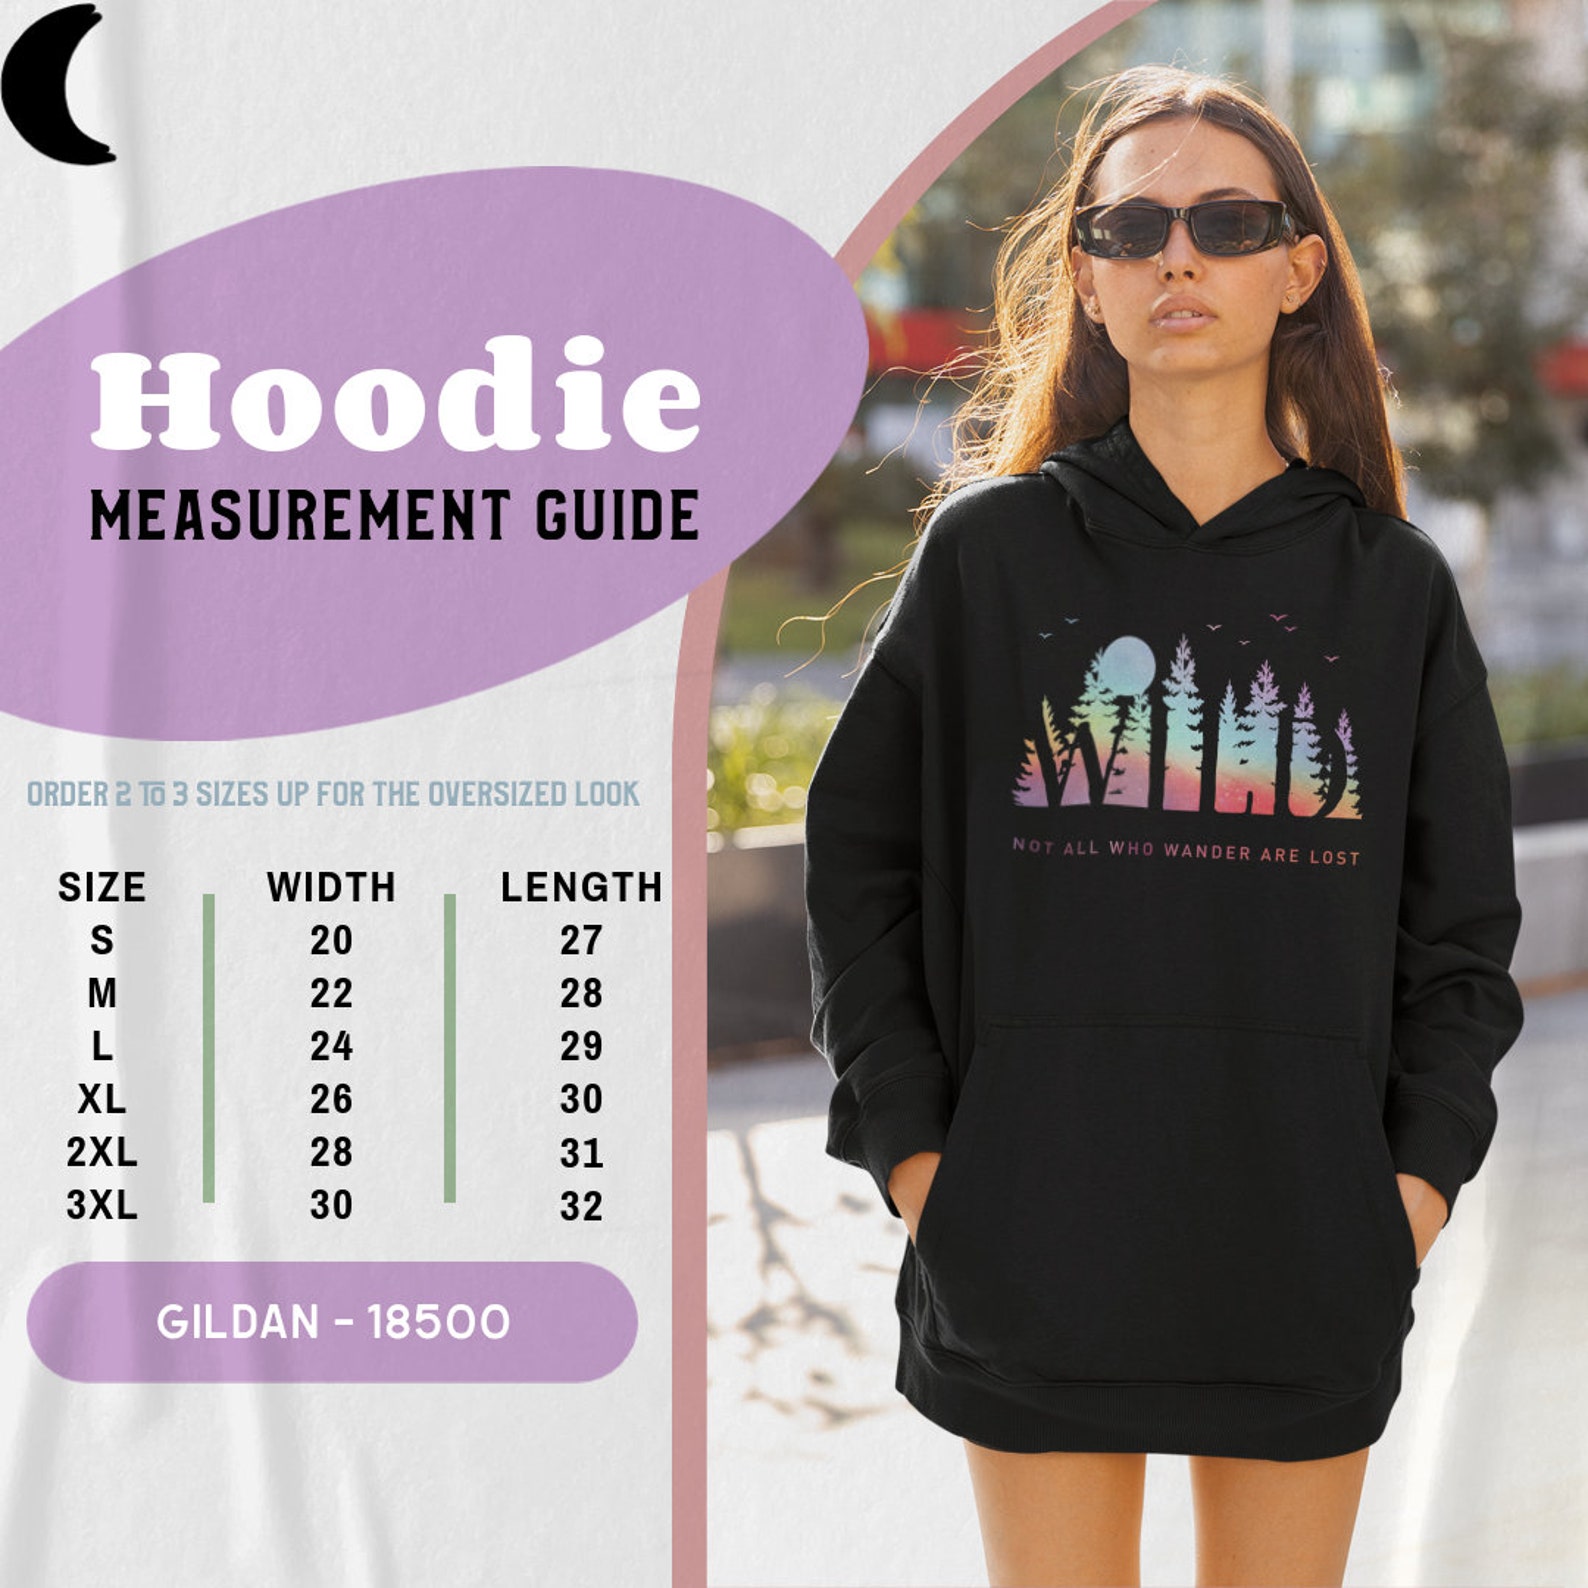 Hoodie
MEASUREMENT GUIDE
ORDER 2 TO 3 SIZES UP FOR THE OVERSIZED LOOK
SIZE WIDTH LENGTH
S 20 27
M 22 28
L 24 29
XL 26 30
2XL 28 31
3XL 30 32
GILDAN - 18500
WILD
NOT ALL WHO WANDER ARE LOST